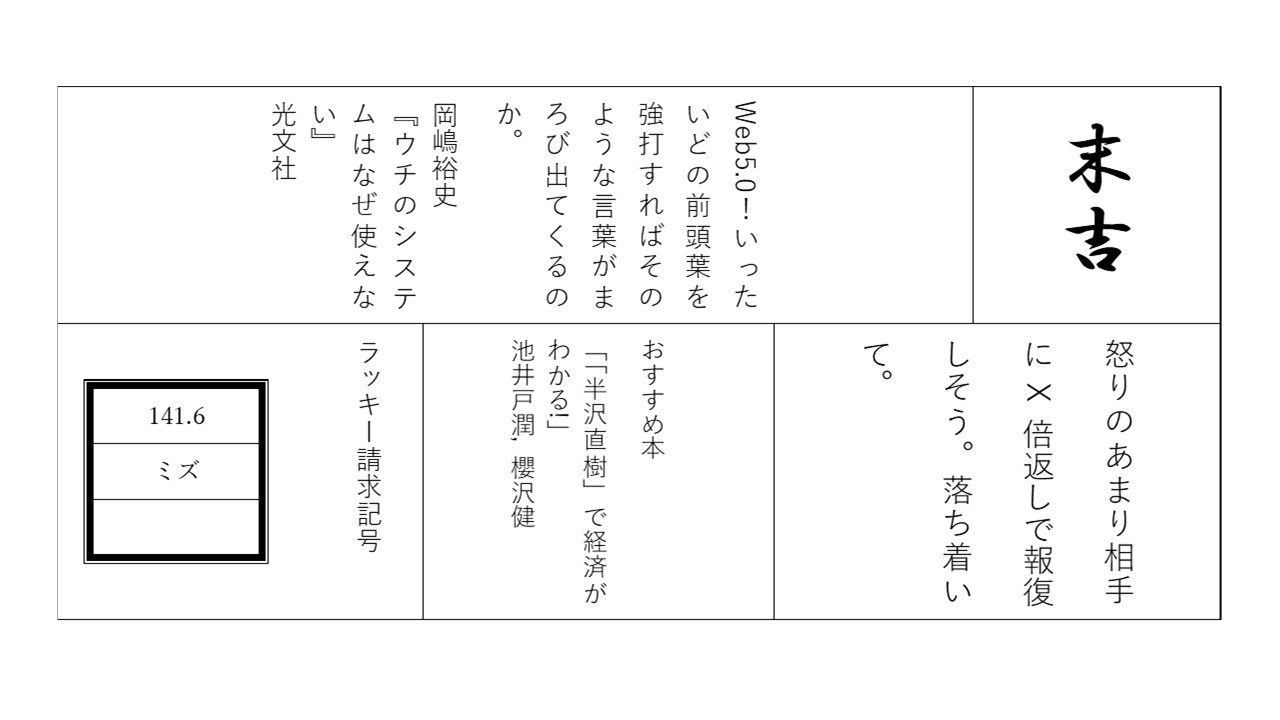 末吉
Web5.0！いった
いどの前頭葉を
強打すればその
ような言葉がま
ろび出てくるの
か。
岡嶋裕史
『ウチのシステ
ムはなぜ使えな
い』
光文社
怒りのあまり相手
に X 倍返しで報復
しそう。落ち着い
て。
おすすめ本
「「半沢直樹」で経済が
わかる!」
池井戸潤, 櫻沢健
ラッキー請求記号
141.6
ミズ